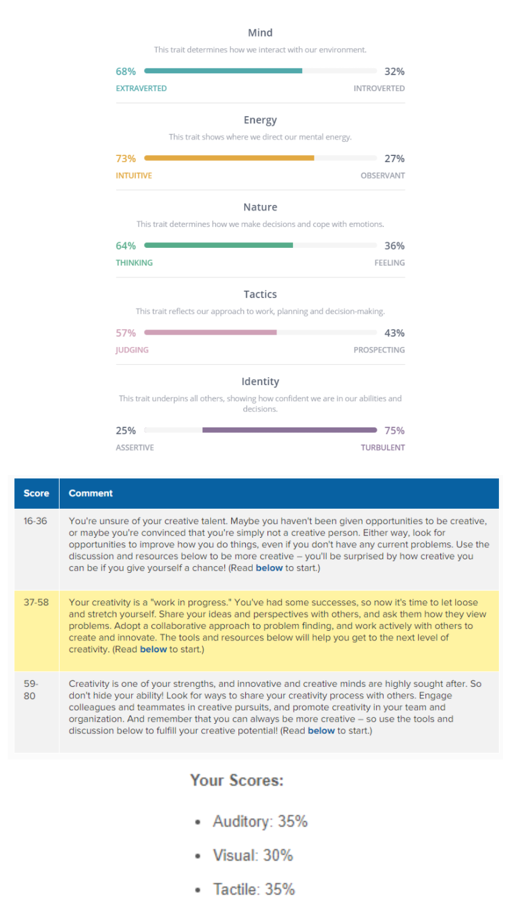 Mind
This trait determines how we interact with our environment.
68% 32%
EXTRAVERTED INTROVERTED
Energy
This trait shows where we direct our mental energy.
73% 27%
INTUITIVE OBSERVANT
Nature
This trait determines how we make decisions and cope with emotions.
64% 36%
THINKING FEELING
Tactics
This trait reflects our approach to work, planning and decision-making.
57% 43%
JUDGING PROSPECTING
Identity
This trait underpins all others, showing how confident we are in our abilities and
decisions.
25% 75%
ASSERTIVE TURBULENT
Score Comment
16-36 You're unsure of your creative talent. Maybe you haven't been given opportunities to be creative,
or maybe you're convinced that you're simply not a creative person. Either way, look for
opportunities to improve how you do things, even if you don't have any current problems. Use the
discussion and resources below to be more creative – you'll be surprised by how creative you
can be if you give yourself a chance! (Read below to start.)
37-58 Your creativity is a "work in progress." You've had some successes, so now it's time to let loose
and stretch yourself. Share your ideas and perspectives with others, and ask them how they view
problems. Adopt a collaborative approach to problem finding, and work actively with others to
create and innovate. The tools and resources below will help you get to the next level of
creativity. (Read below to start.)
59- Creativity is one of your strengths, and innovative and creative minds are highly sought after. So
80 don't hide your ability! Look for ways to share your creativity process with others. Engage
colleagues and teammates in creative pursuits, and promote creativity in your team and
organization. And remember that you can always be more creative – so use the tools and
discussion below to fulfill your creative potential! (Read below to start.)
Your Scores:
• Auditory: 35%
• Visual: 30%
• Tactile: 35%